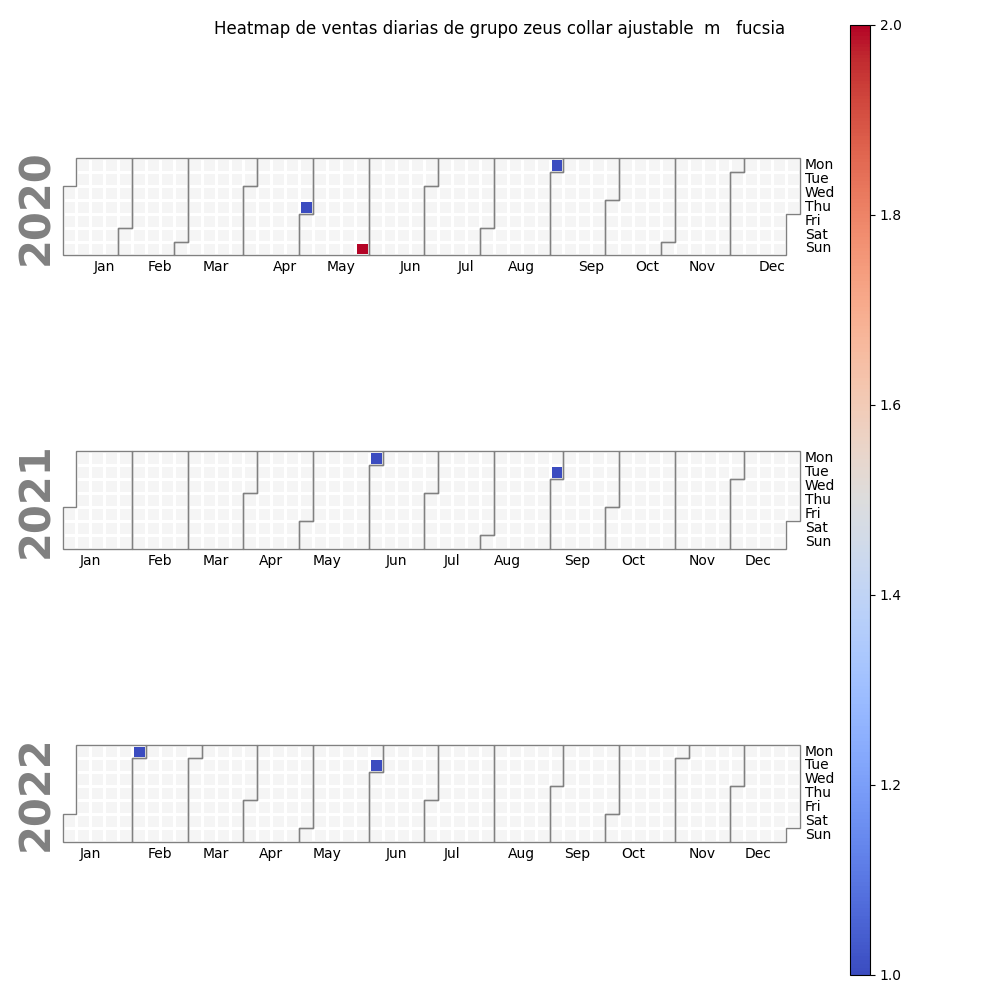 Heatmap de ventas diarias de grupo zeus collar ajustable  m   fucsia
2020
Mon
Tue
Wed
Thu
Fri
Sat
Sun
Jan Feb Mar Apr May Jun Jul Aug Sep Oct Nov Dec
2021
Mon
Tue
Wed
Thu
Fri
Sat
Sun
Jan Feb Mar Apr May Jun Jul Aug Sep Oct Nov Dec
2022
Mon
Tue
Wed
Thu
Fri
Sat
Sun
Jan Feb Mar Apr May Jun Jul Aug Sep Oct Nov Dec
2.0
1.8
1.6
1.4
1.2
1.0